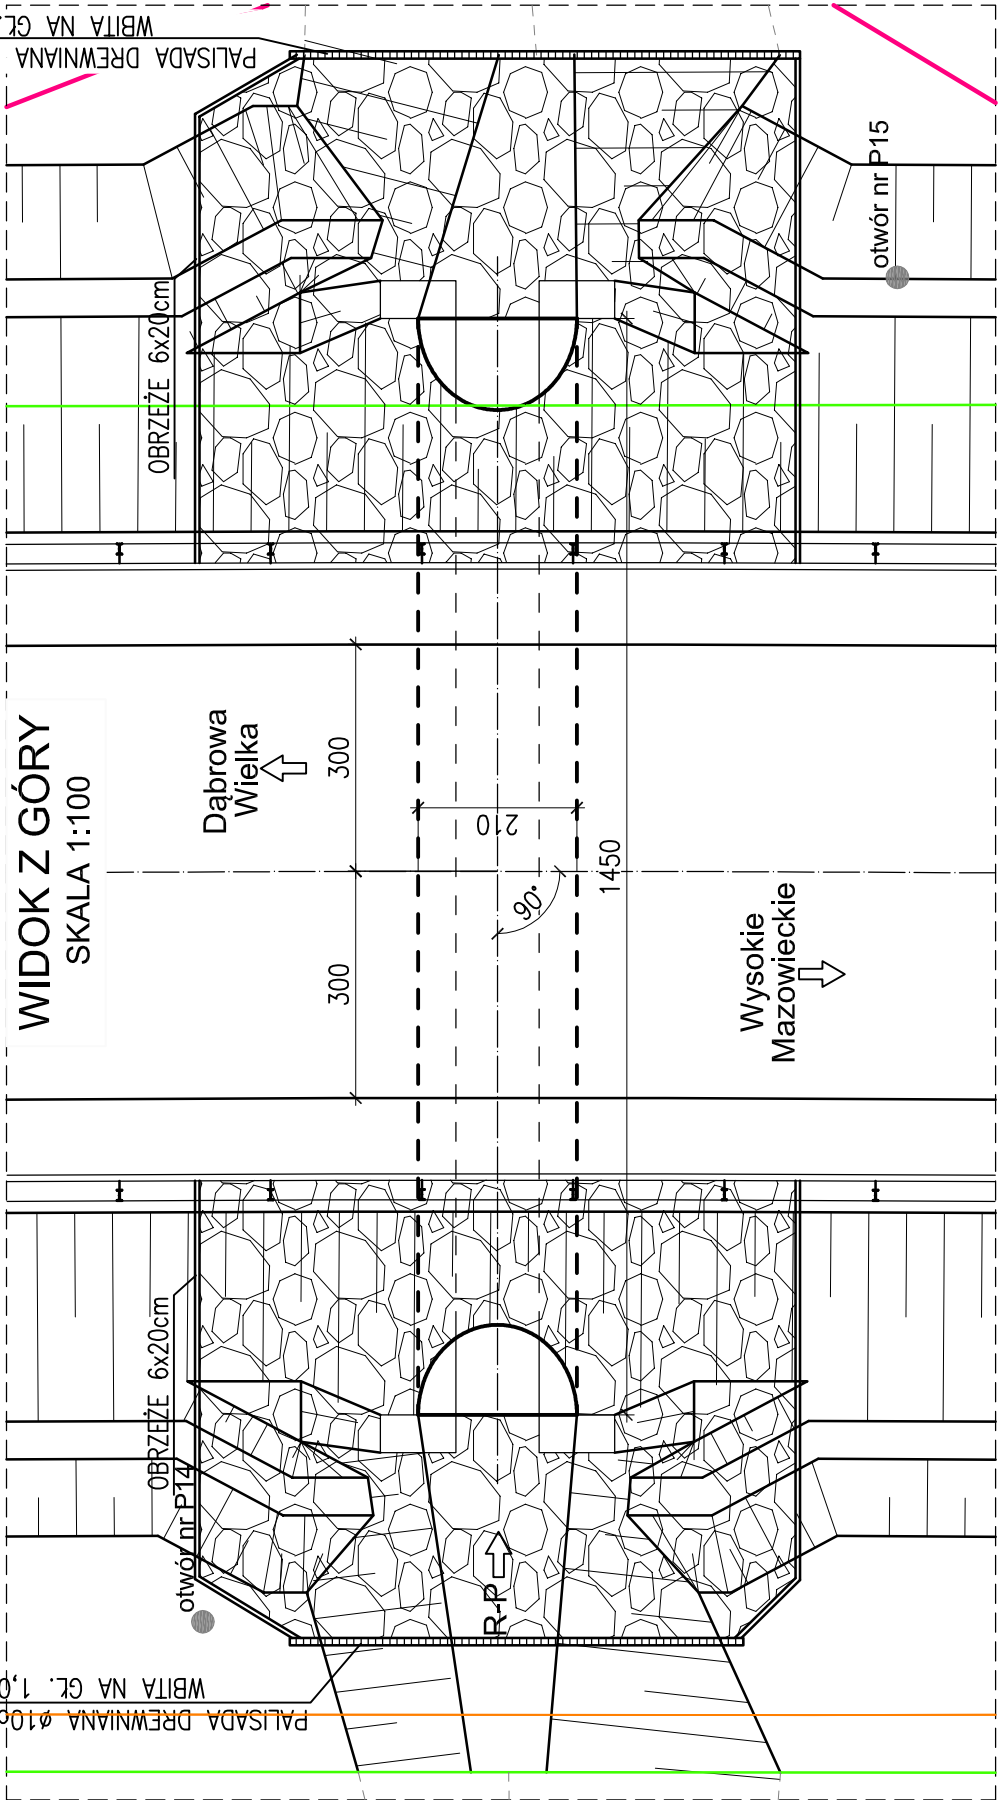 WIDOK Z GÓRY
SKALA 1:100
PALISADA DREWNIANA
WBITA NA GŁ.
OBRZEŻE 6x20cm
otwór nr P15
Dąbrowa
Wielka
300
300
210
90°
1450
Wysokie
Mazowieckie
OBRZEŻE 6x20cm
otwór nr P14
R-P
PALISADA DREWNIANA ø10
WBITA NA GŁ. 1,0